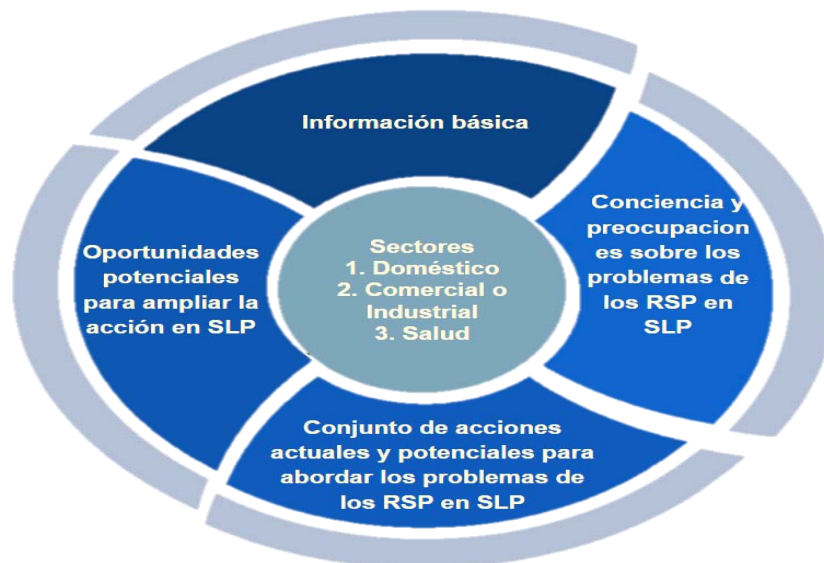 Información básica
Conciencia y
preocupacion
es sobre los
problemas de
los RSP en
SLP
Conjunto de acciones
actuales y potenciales para
abordar los problemas de
los RSP en SLP
Oportunidades
potenciales
para ampliar la
acción en SLP
Sectores
1. Doméstico
2. Comercial o
Industrial
3. Salud